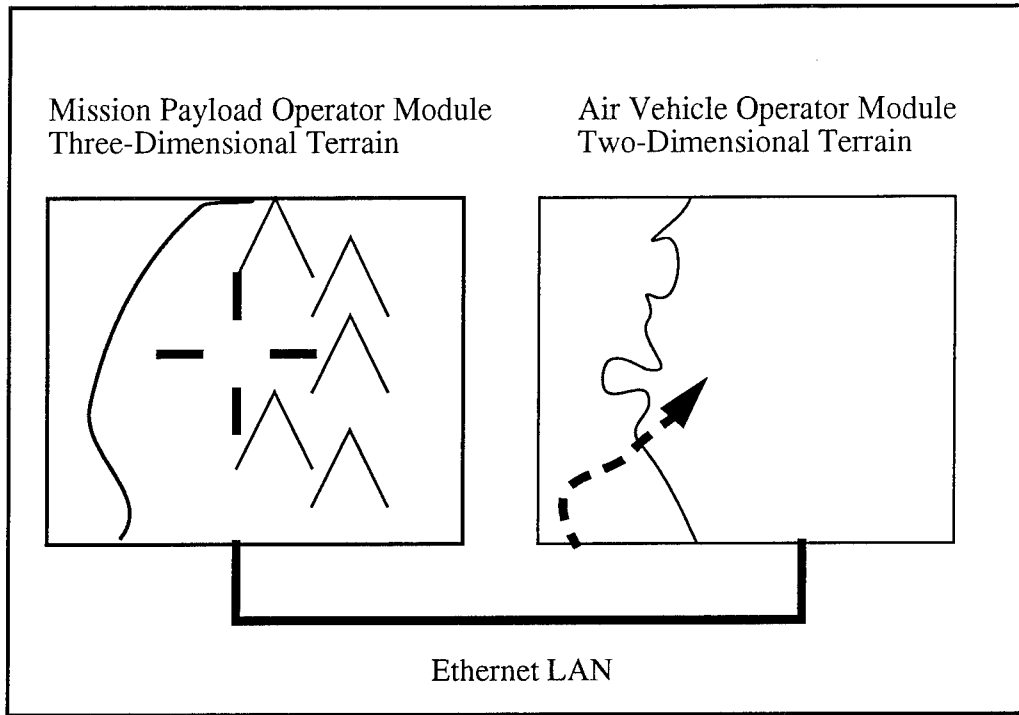 Mission Payload Operator Module
Three-Dimensional Terrain
Air Vehicle Operator Module
Two-Dimensional Terrain
Ethernet LAN